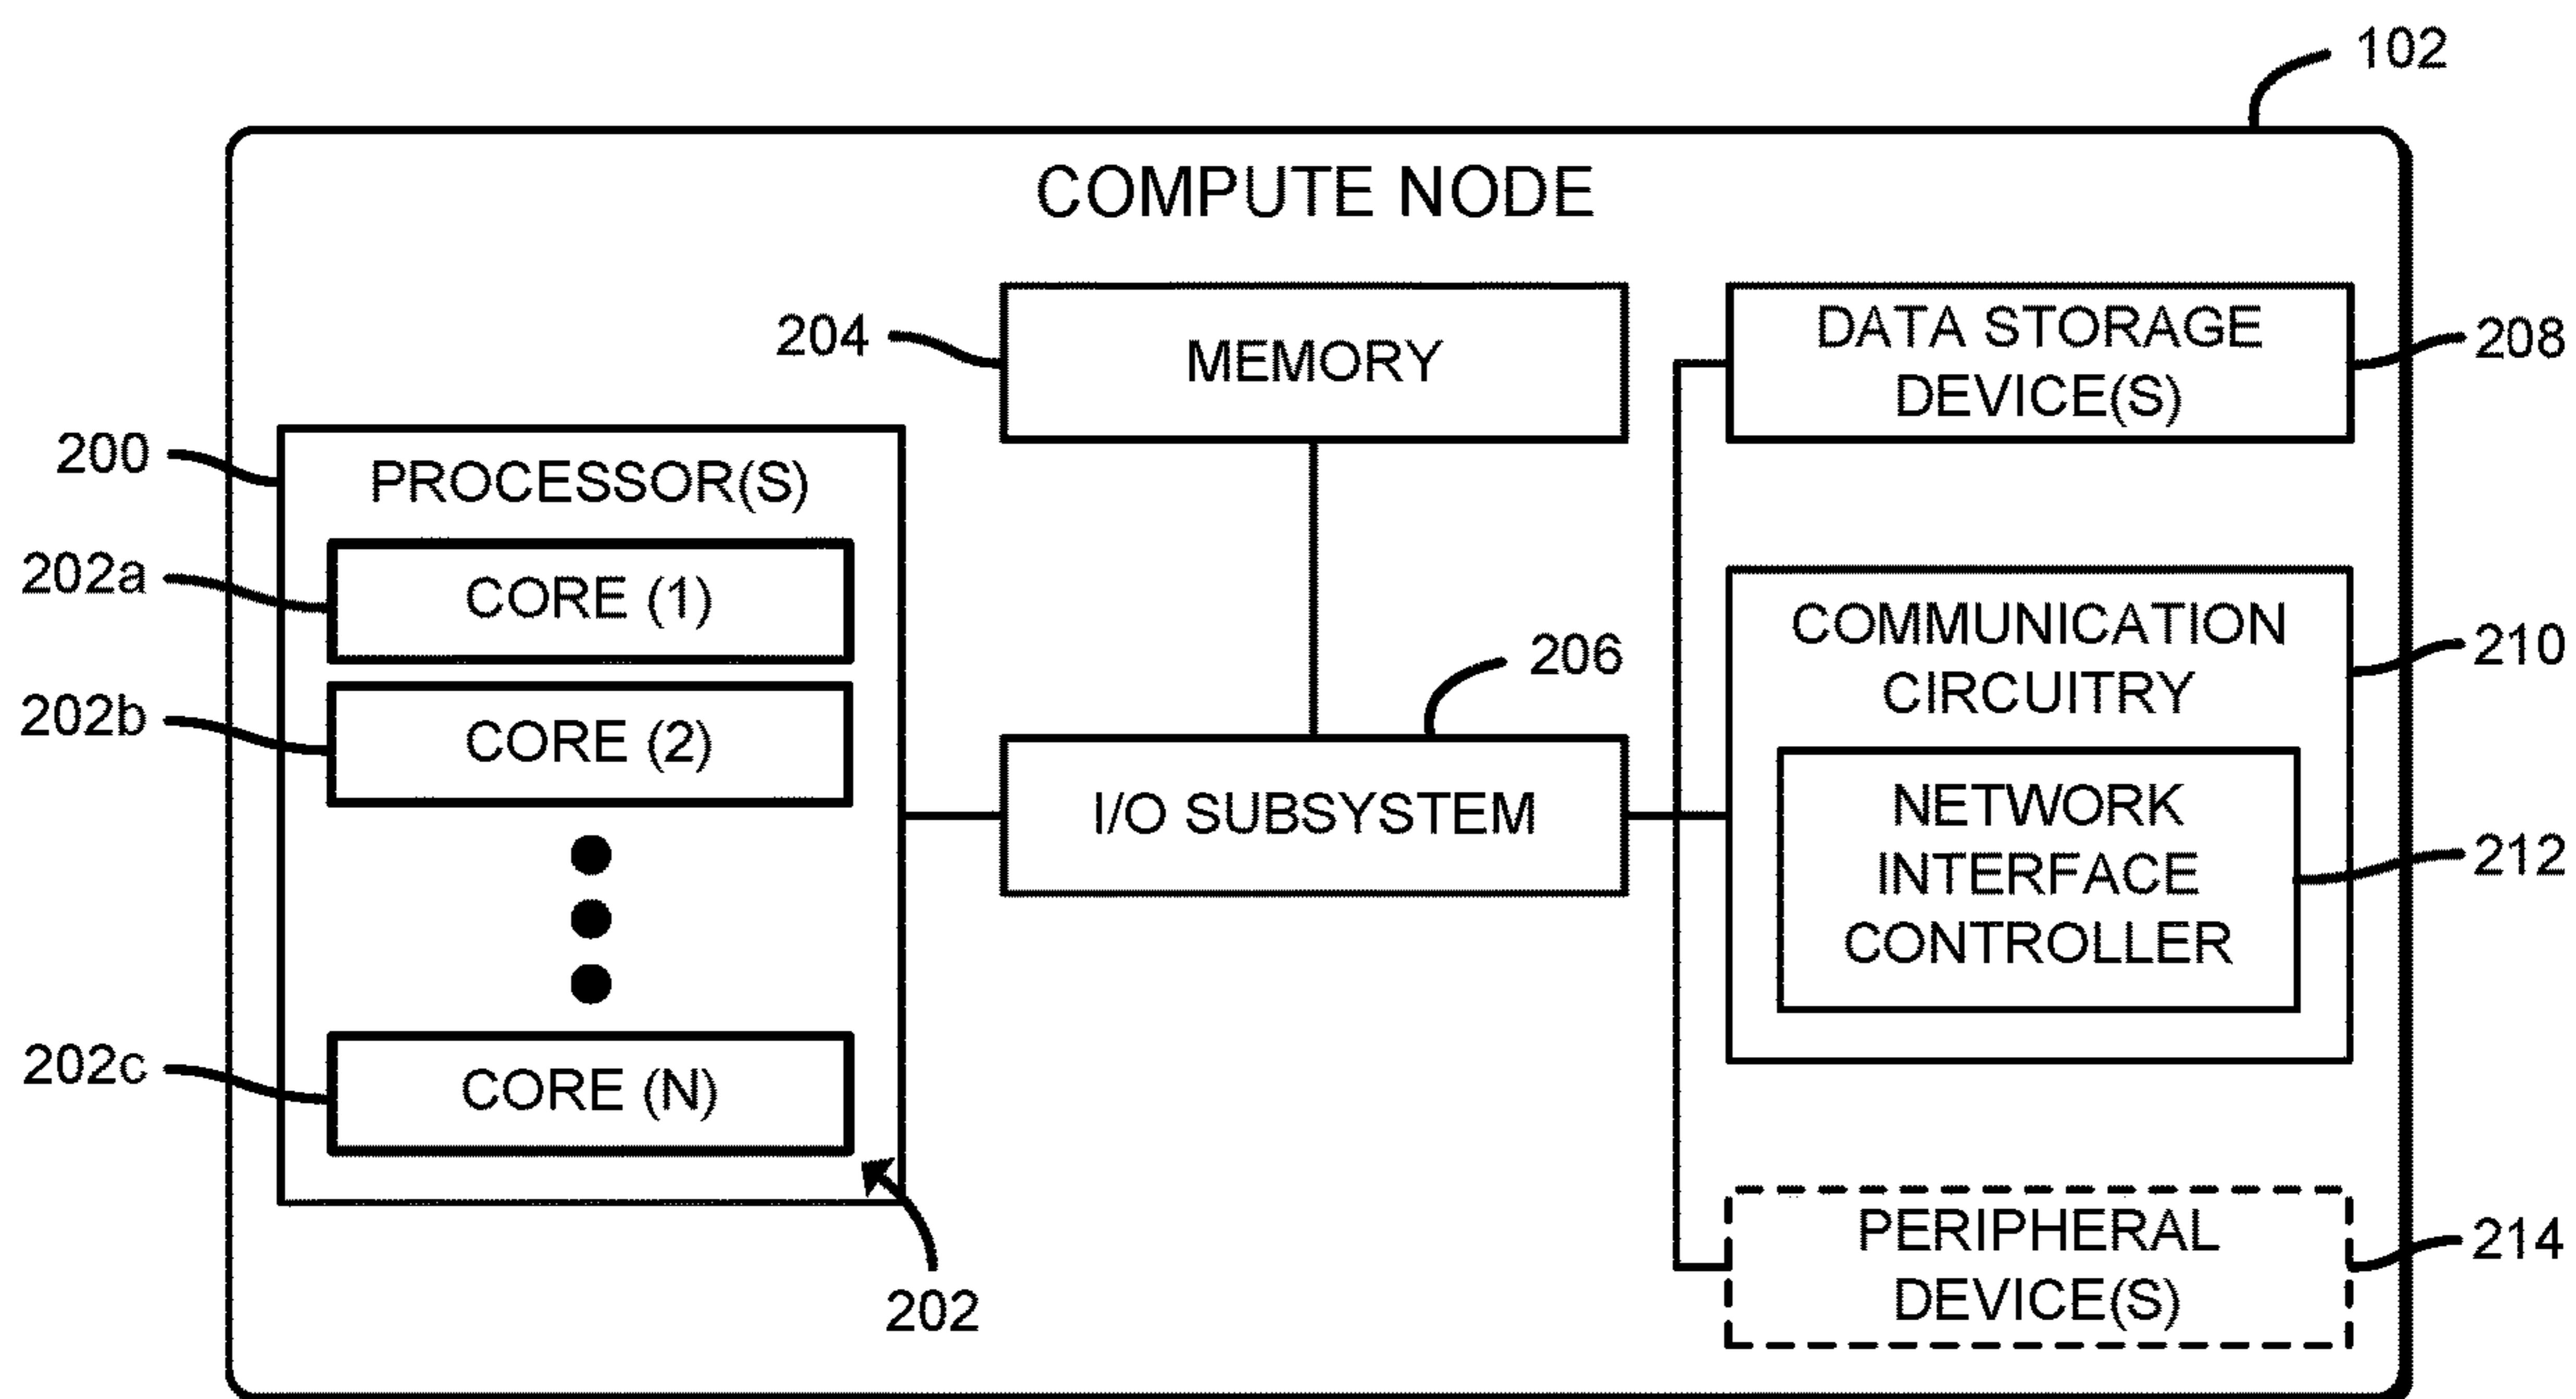 102
COMPUTE NODE
204
MEMORY
DATA STORAGE
DEVICE(S)
208
200
PROCESSOR(S)
202a
CORE (1)
202b
CORE (2)
202c
CORE (N)
202
206
I/O SUBSYSTEM
COMMUNICATION
CIRCUITRY
210
NETWORK
INTERFACE
CONTROLLER
212
PERIPHERAL
DEVICE(S)
214